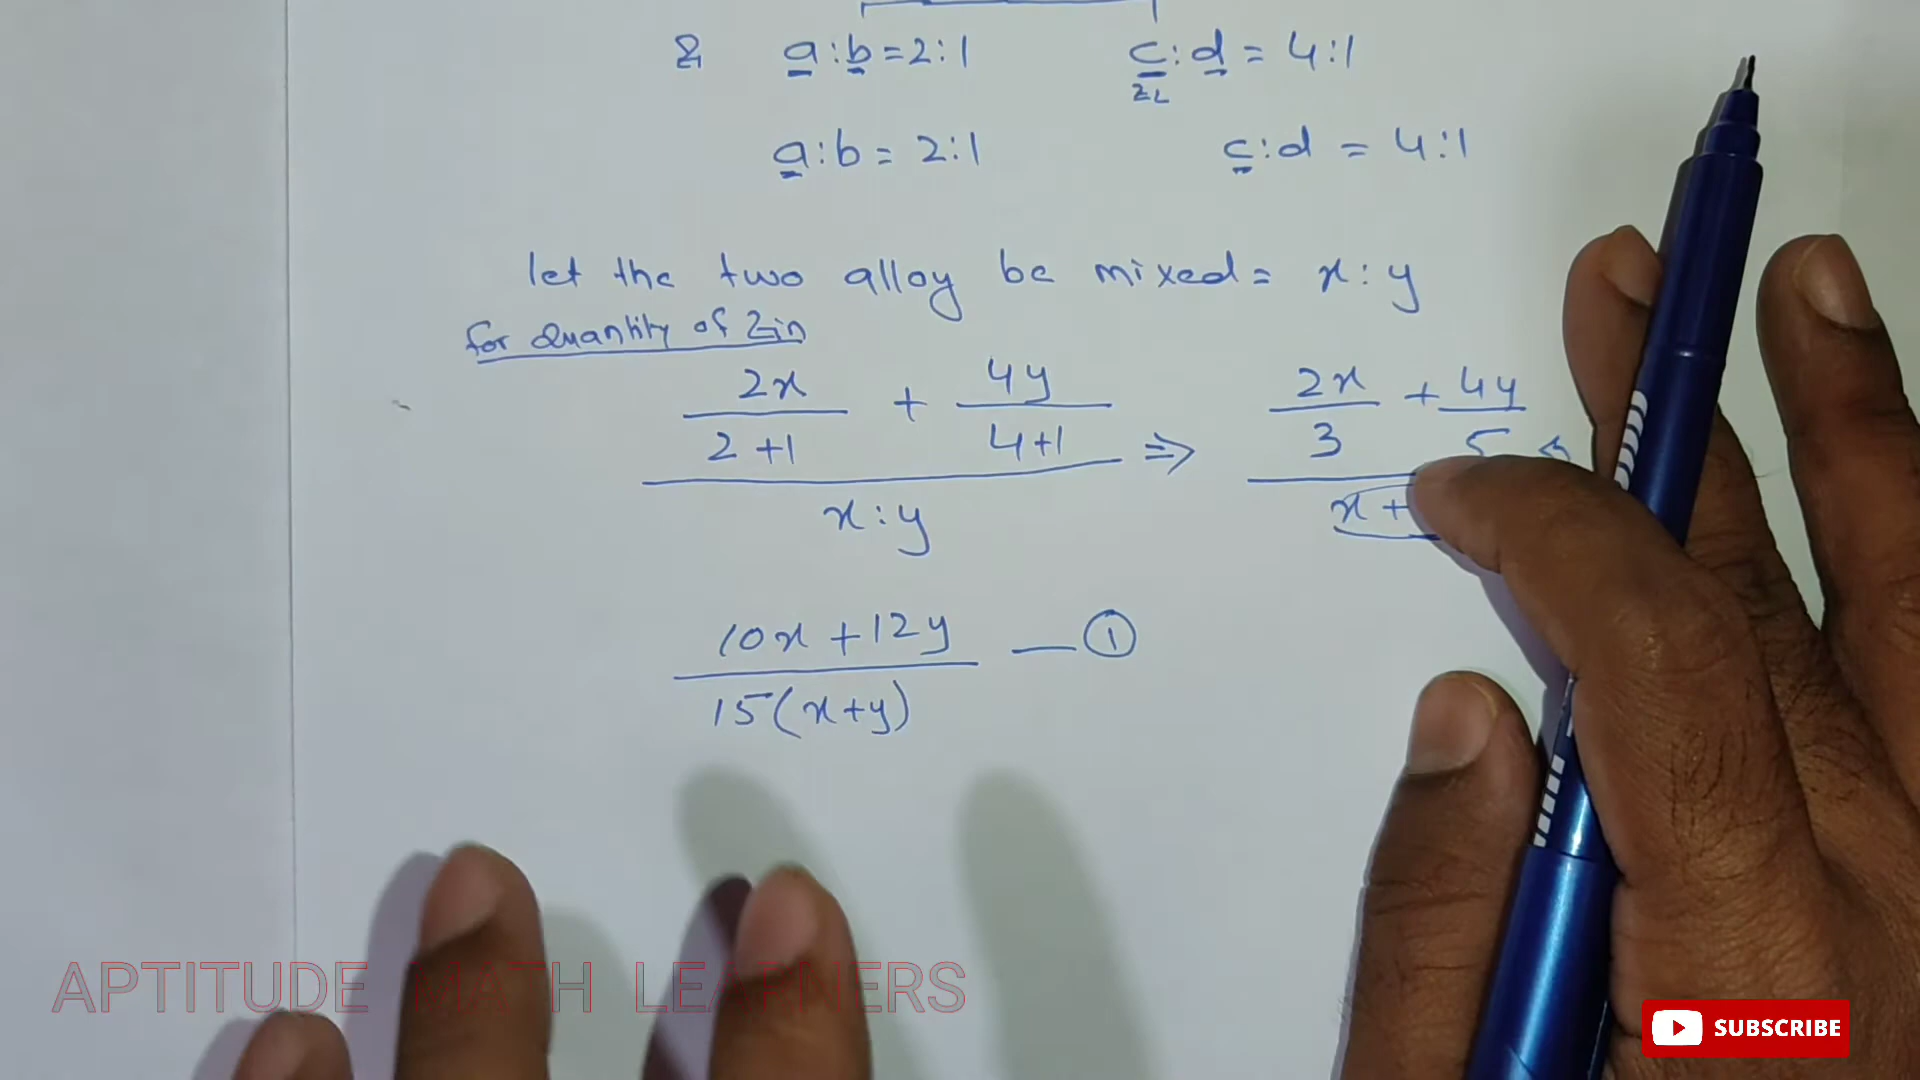 & a:b=2:1 c:d = 4:1
a:b = 2:1 c:d = 4:1
let the two alloy be mixed = x:y
for Quantity of Zin
2x + 4y 2x + 4y
2+1 4+1 ⇒ 3 5
x:y x+
10x+12y — ①
15(x+y)
APTITUDE MATH LEARNERS
SUBSCRIBE